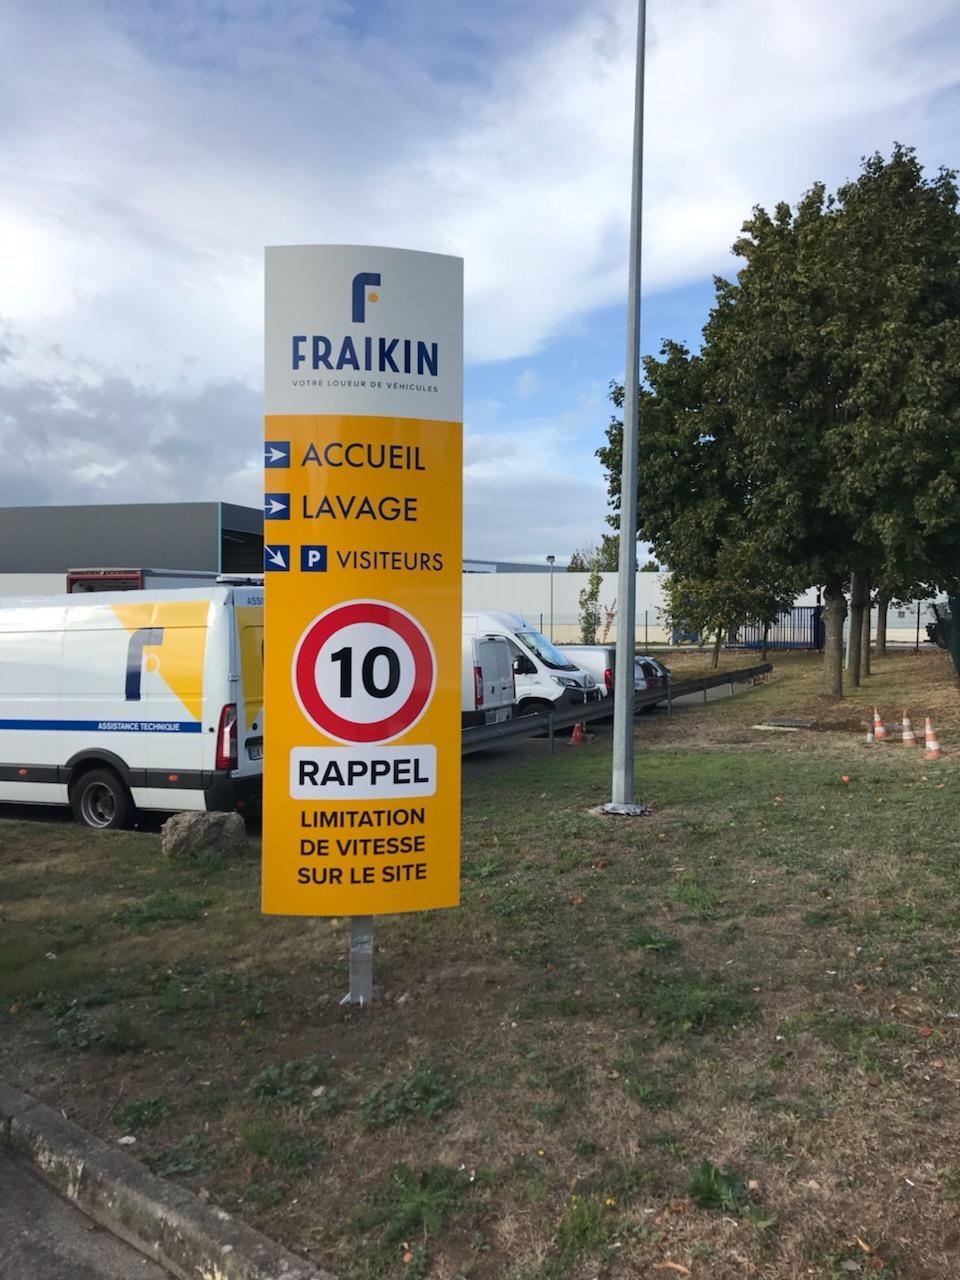 F
FRAIKIN
VOTRE LOUEUR DE VÉHICULES
ACCUEIL
LAVAGE
P VISITEURS
10
RAPPEL
LIMITATION
DE VITESSE
SUR LE SITE
ASSISTANCE TECHNIQUE